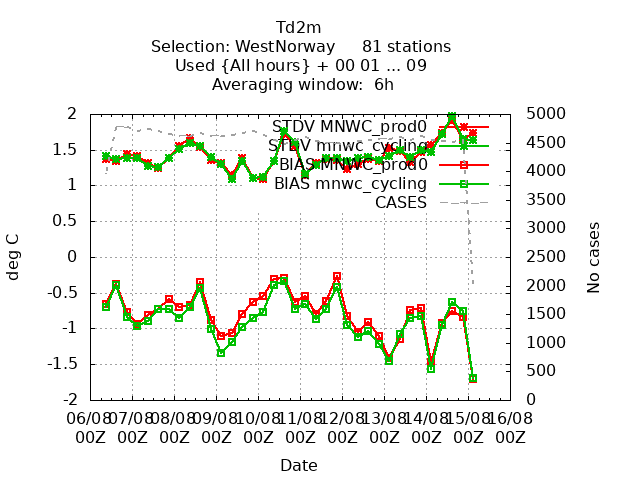 Td2m
Selection: WestNorway 81 stations
Used {All hours} + 00 01 ... 09
Averaging window: 6h
2
1.5
1
0.5
0
-0.5
-1
-1.5
-2
deg C
5000
4500
4000
3500
3000
2500
2000
1500
1000
500
0
No cases
STDV MNWC_prod0
STDV mnwc_cycling
BIAS MNWC_prod0
BIAS mnwc_cycling
CASES
06/08 07/08 08/08 09/08 10/08 11/08 12/08 13/08 14/08 15/08 16/08
00Z 00Z 00Z 00Z 00Z 00Z 00Z 00Z 00Z 00Z 00Z
Date